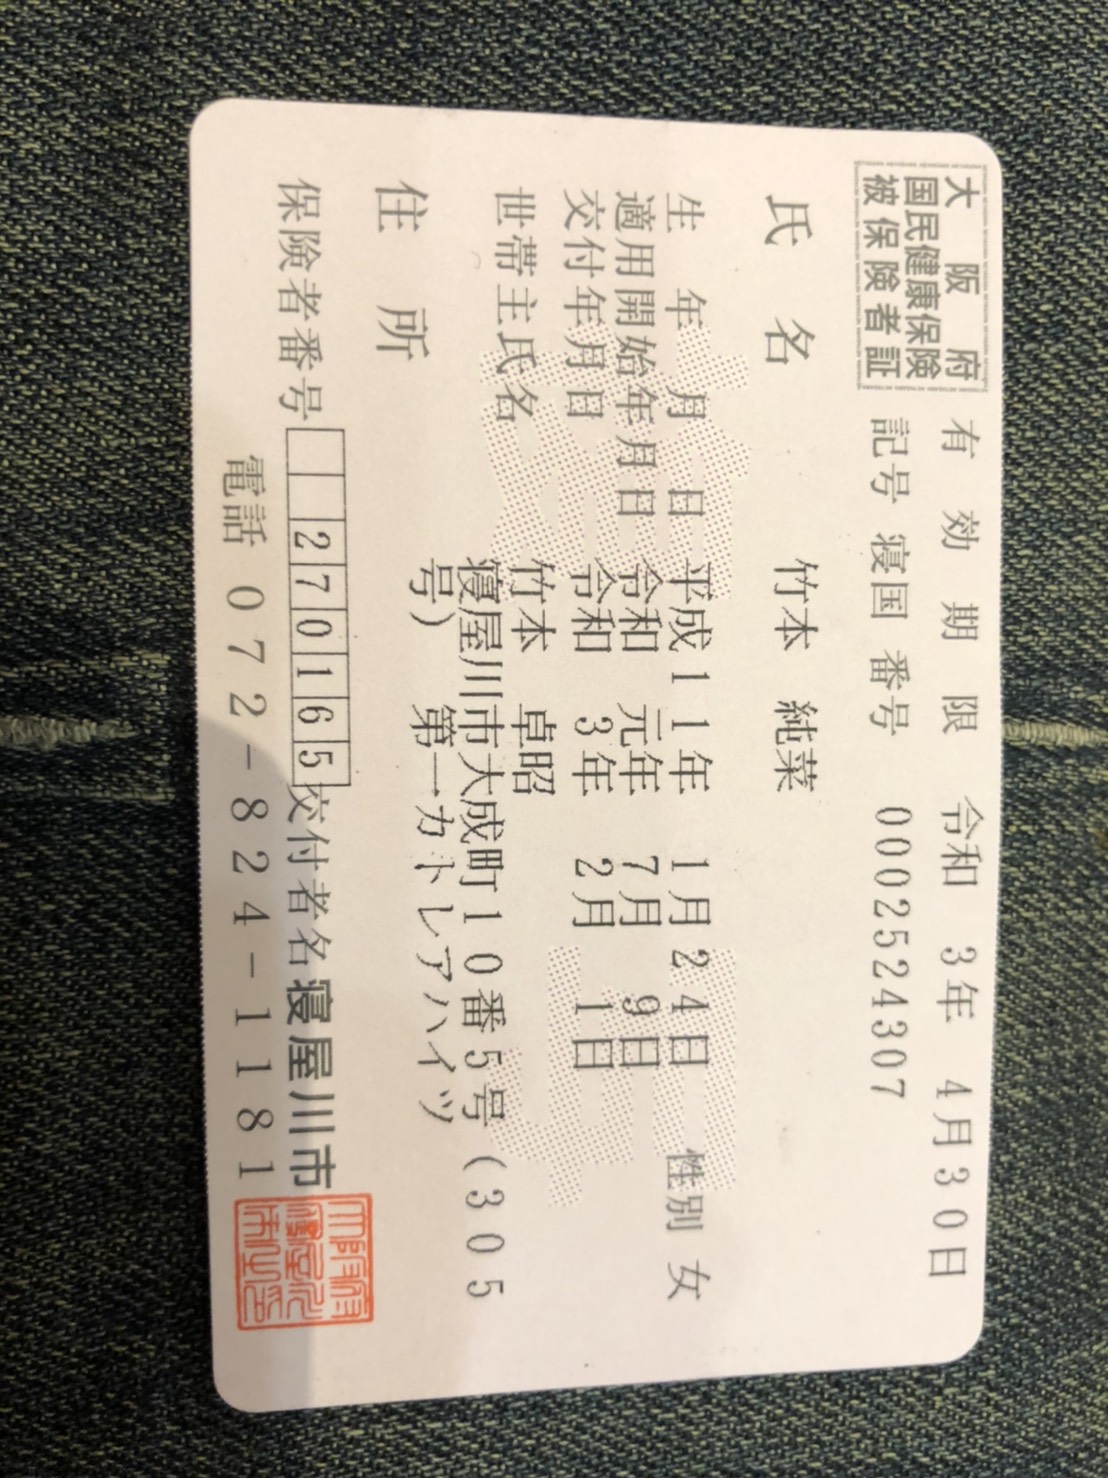 大阪府
国民健康保険
被保険者証
有効期限 令和 3年 4月30日
記号 寝国 番号 0002524307
氏名 竹本 純菜
生年月日 平成11年 1月24日 性別 女
適用開始年月日 令和 元年 7月 9日
交付年月日 令和 3年 2月 1日
世帯主氏名 竹本 卓昭
住所 寝屋川市大成町10番5号(305
号) 第一カトレアハイツ
保険者番号 270165 交付者名 寝屋川市
電話 072-824-1181